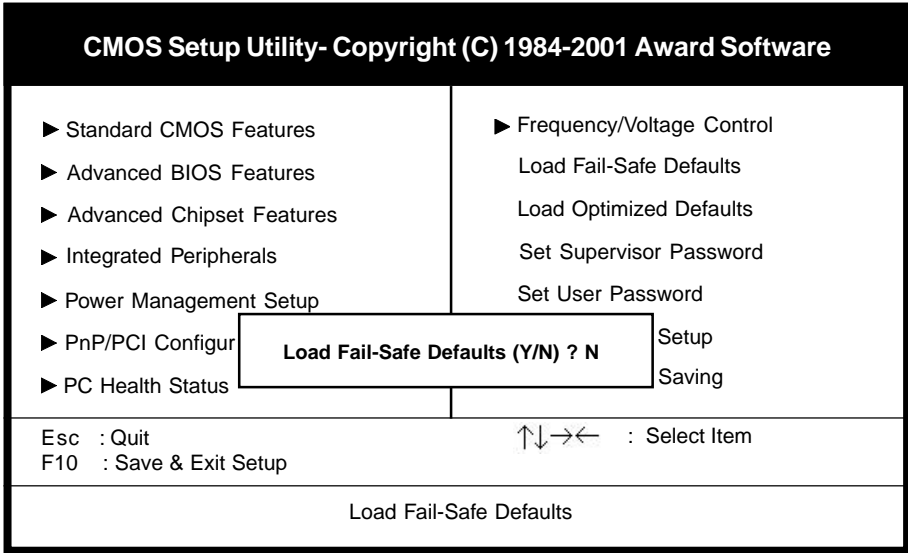 CMOS Setup Utility- Copyright (C) 1984-2001 Award Software
▶ Standard CMOS Features
▶ Advanced BIOS Features
▶ Advanced Chipset Features
▶ Integrated Peripherals
▶ Power Management Setup
▶ PnP/PCI Configur
▶ PC Health Status
▶ Frequency/Voltage Control
Load Fail-Safe Defaults
Load Optimized Defaults
Set Supervisor Password
Set User Password
Setup
Saving
Load Fail-Safe Defaults (Y/N) ? N
Esc : Quit
F10 : Save & Exit Setup
↑↓→← : Select Item
Load Fail-Safe Defaults